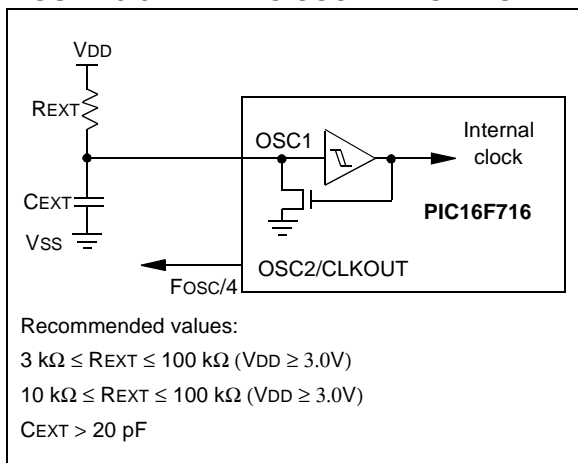 VDD
REXT
OSC1
Internal
clock
CEXT
PIC16F716
VSS
OSC2/CLKOUT
FOSC/4
Recommended values:
3 kΩ ≤ REXT ≤ 100 kΩ (VDD ≥ 3.0V)
10 kΩ ≤ REXT ≤ 100 kΩ (VDD ≥ 3.0V)
CEXT > 20 pF